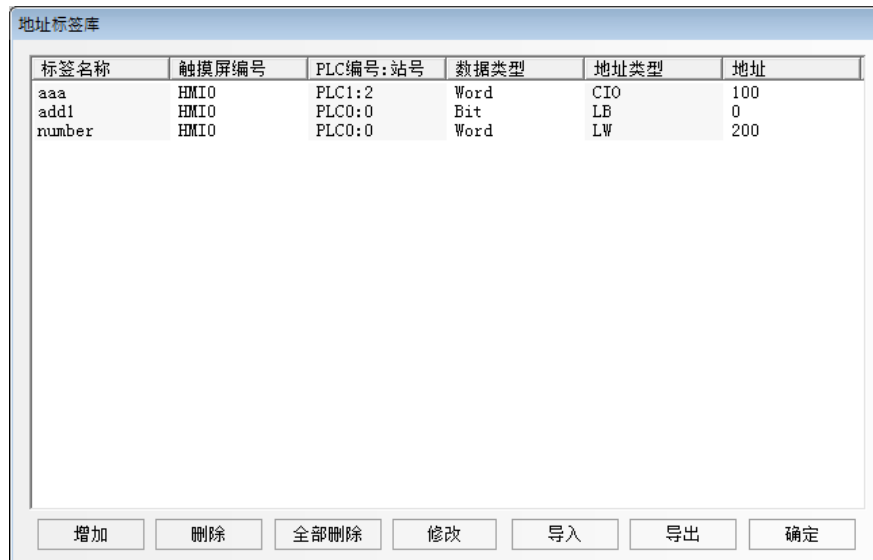 地址标签库
标签名称 触摸屏编号 PLC编号:站号 数据类型 地址类型 地址
aaa HMI0 PLC1:2 Word CIO 100
add1 HMI0 PLC0:0 Bit LB 0
number HMI0 PLC0:0 Word LW 200
增加 删除 全部删除 修改 导入 导出 确定